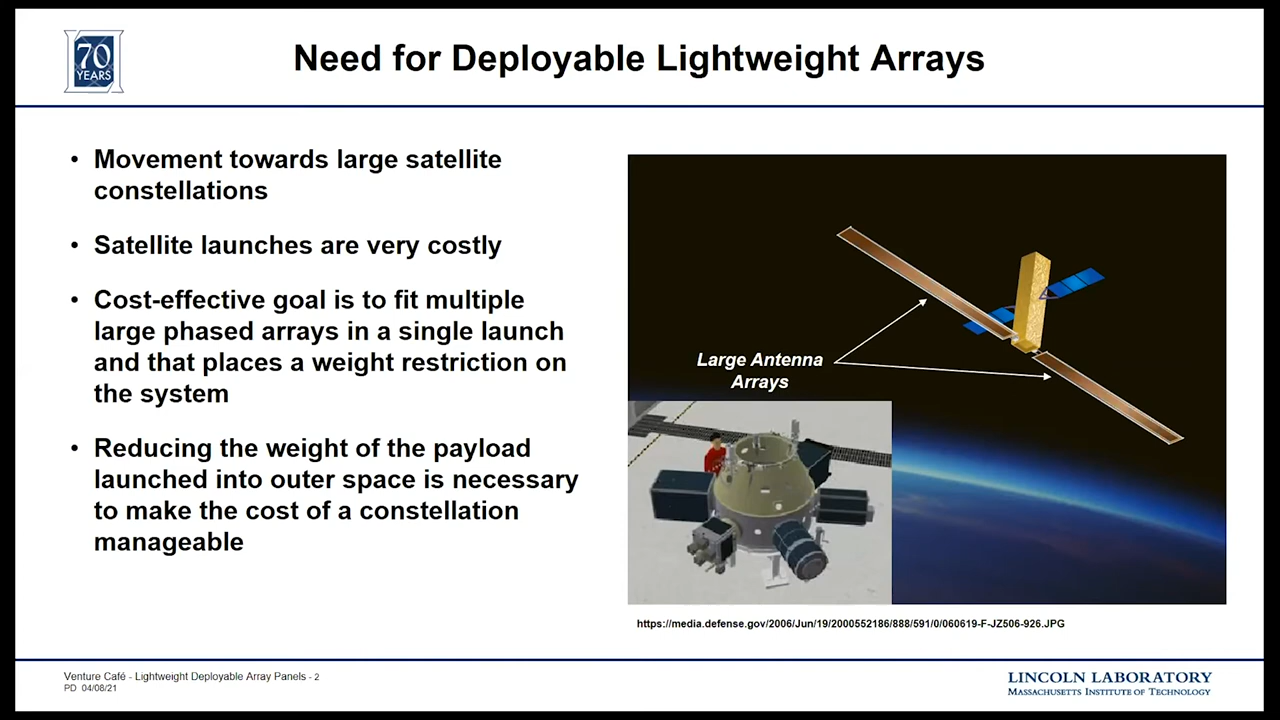 70
YEARS
Need for Deployable Lightweight Arrays
• Movement towards large satellite
constellations
• Satellite launches are very costly
• Cost-effective goal is to fit multiple
large phased arrays in a single launch
and that places a weight restriction on
the system
• Reducing the weight of the payload
launched into outer space is necessary
to make the cost of a constellation
manageable
Large Antenna
Arrays
https://media.defense.gov/2006/Jun/19/2000552186/888/591/0/060619-F-JZ506-926.JPG
Venture Café - Lightweight Deployable Array Panels - 2
PD 04/08/21
LINCOLN LABORATORY
MASSACHUSETTS INSTITUTE OF TECHNOLOGY